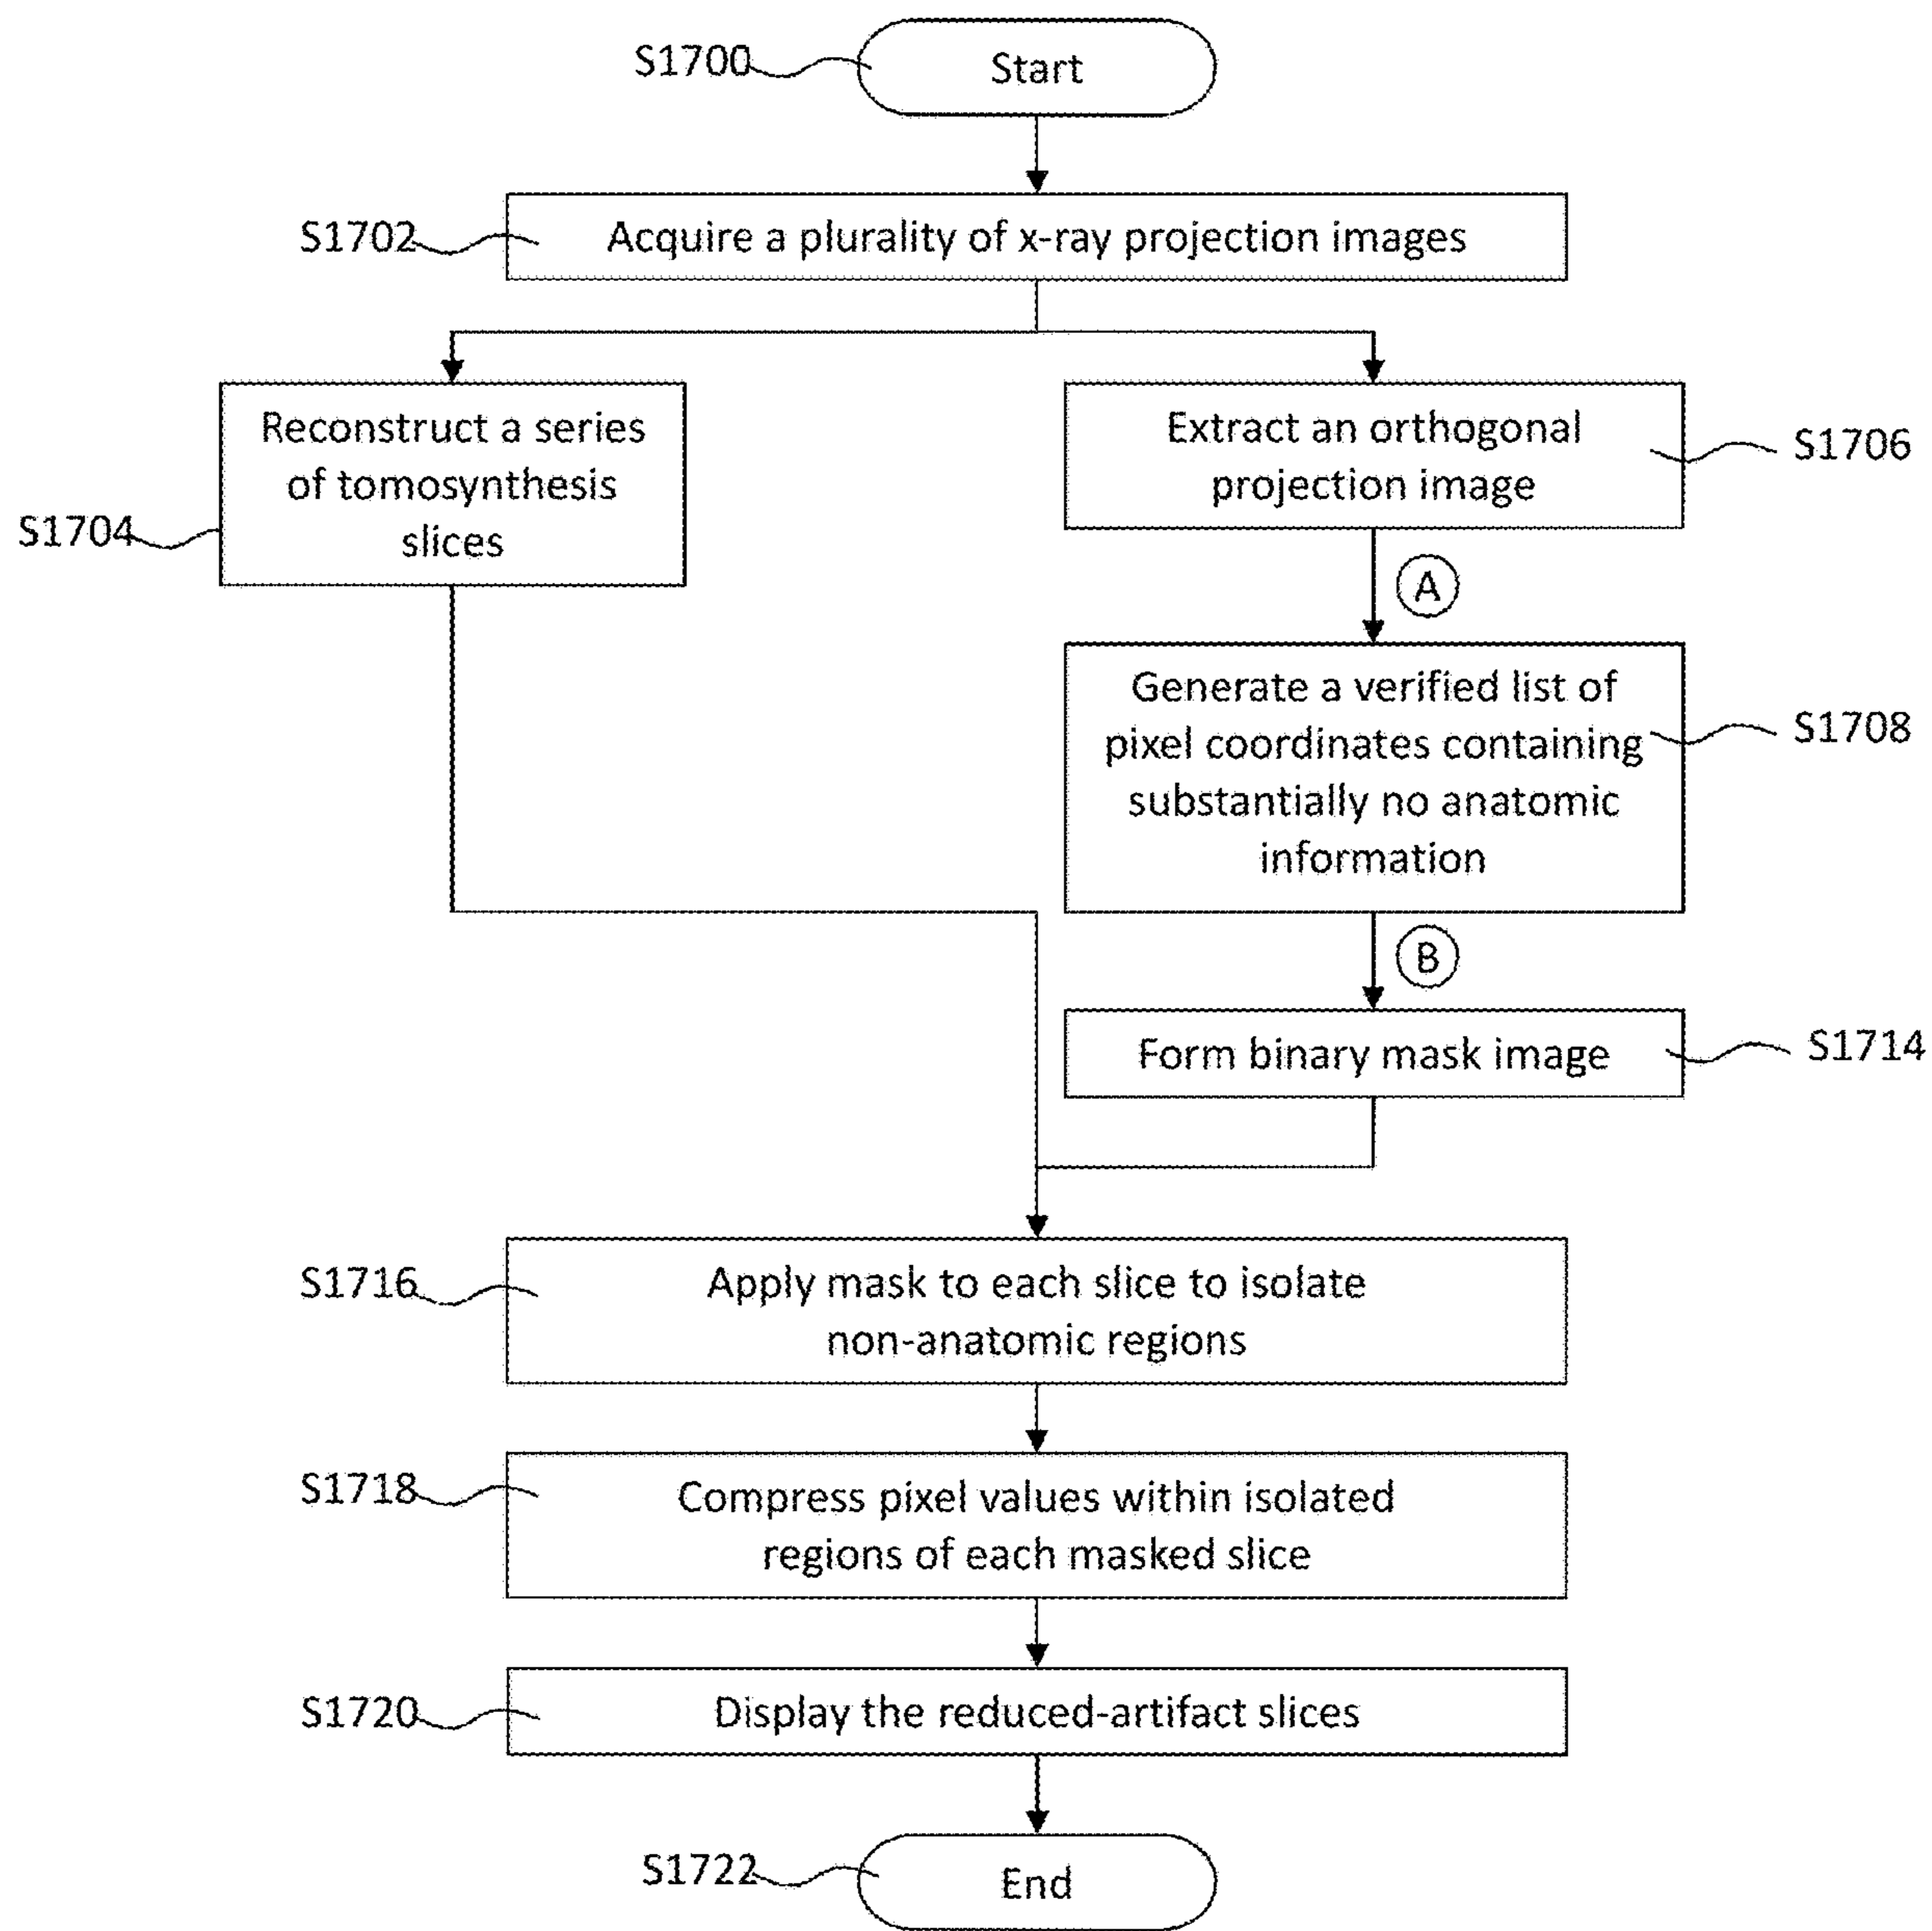 S1700
Start
S1702
Acquire a plurality of x-ray projection images
Reconstruct a series
of tomosynthesis
slices
S1704
Extract an orthogonal
projection image
S1706
A
Generate a verified list of
pixel coordinates containing
substantially no anatomic
information
S1708
B
Form binary mask image
S1714
S1716
Apply mask to each slice to isolate
non-anatomic regions
S1718
Compress pixel values within isolated
regions of each masked slice
S1720
Display the reduced-artifact slices
S1722
End